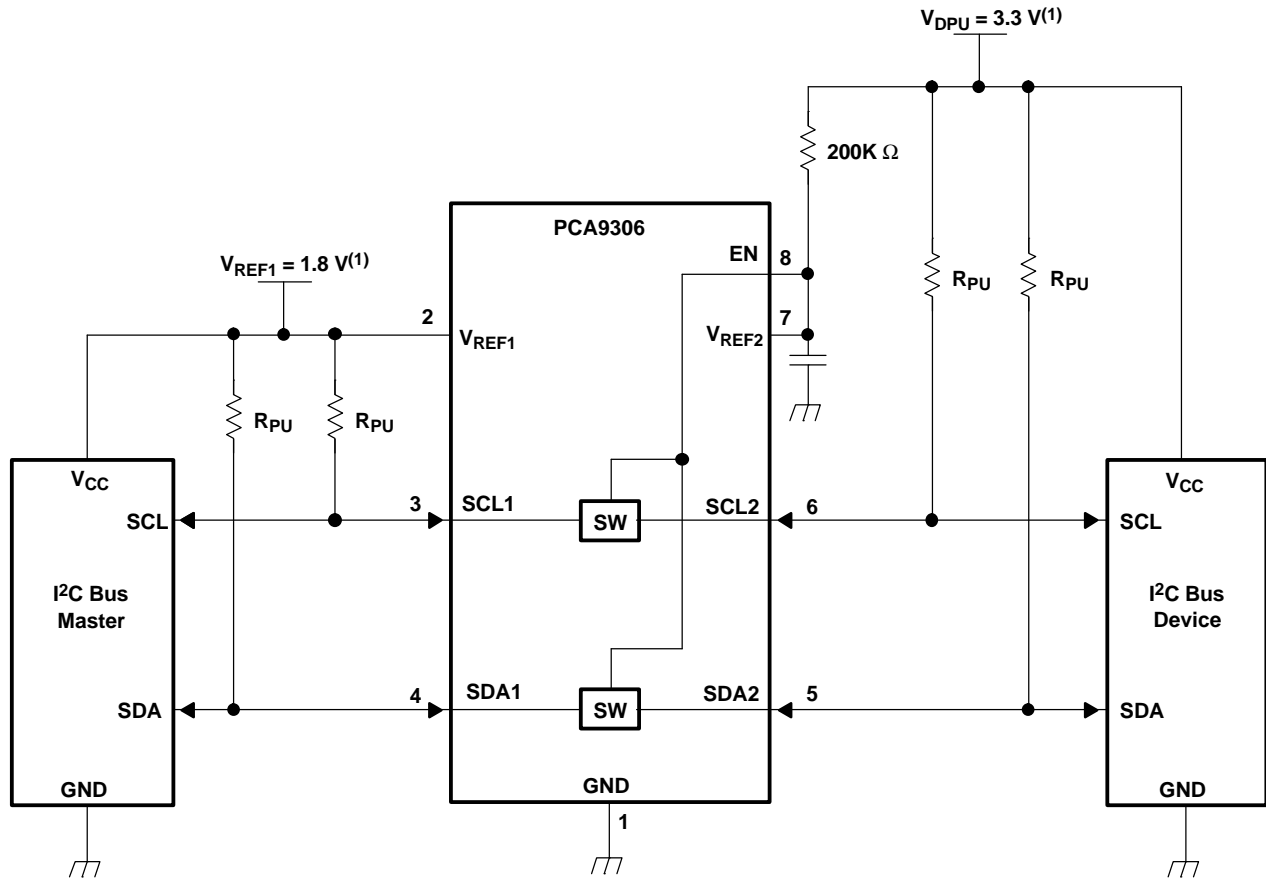 V_DPU = 3.3 V(1)
200K Ω
PCA9306
EN
8
V_REF1 = 1.8 V(1)
R_PU
R_PU
2
V_REF1
7
V_REF2
R_PU
R_PU
V_CC
V_CC
SCL
3
SCL1
SW
SCL2
6
SCL
I²C Bus
Master
I²C Bus
Device
SDA
4
SDA1
SW
SDA2
5
SDA
GND
GND
1
GND